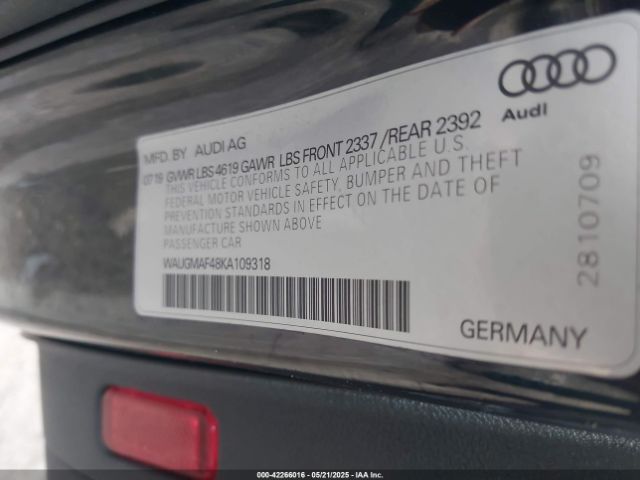 Audi
MFD. BY AUDI AG
07/18 GVWR LBS 4619 GAWR LBS FRONT 2337 /REAR 2392
THIS VEHICLE CONFORMS TO ALL APPLICABLE U.S.
FEDERAL MOTOR VEHICLE SAFETY, BUMPER AND THEFT
PREVENTION STANDARDS IN EFFECT ON THE DATE OF
MANUFACTURE SHOWN ABOVE
PASSENGER CAR
WAUGMAF48KA109318
2810709
GERMANY
000-42266016 - 05/21/2025 - IAAI Inc.